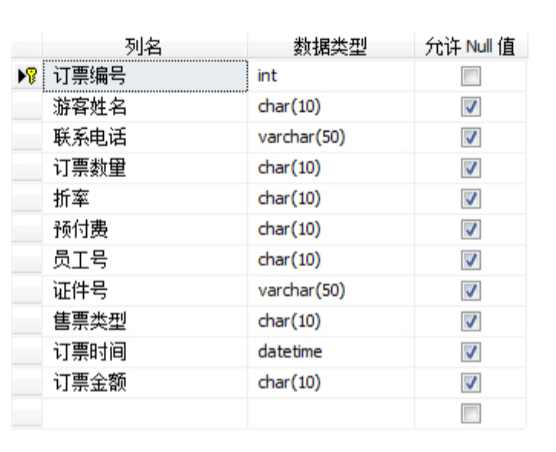 列名 数据类型 允许 Null 值
订票编号 int
游客姓名 char(10)
联系电话 varchar(50)
订票数量 char(10)
折率 char(10)
预付费 char(10)
员工号 char(10)
证件号 varchar(50)
售票类型 char(10)
订票时间 datetime
订票金额 char(10)